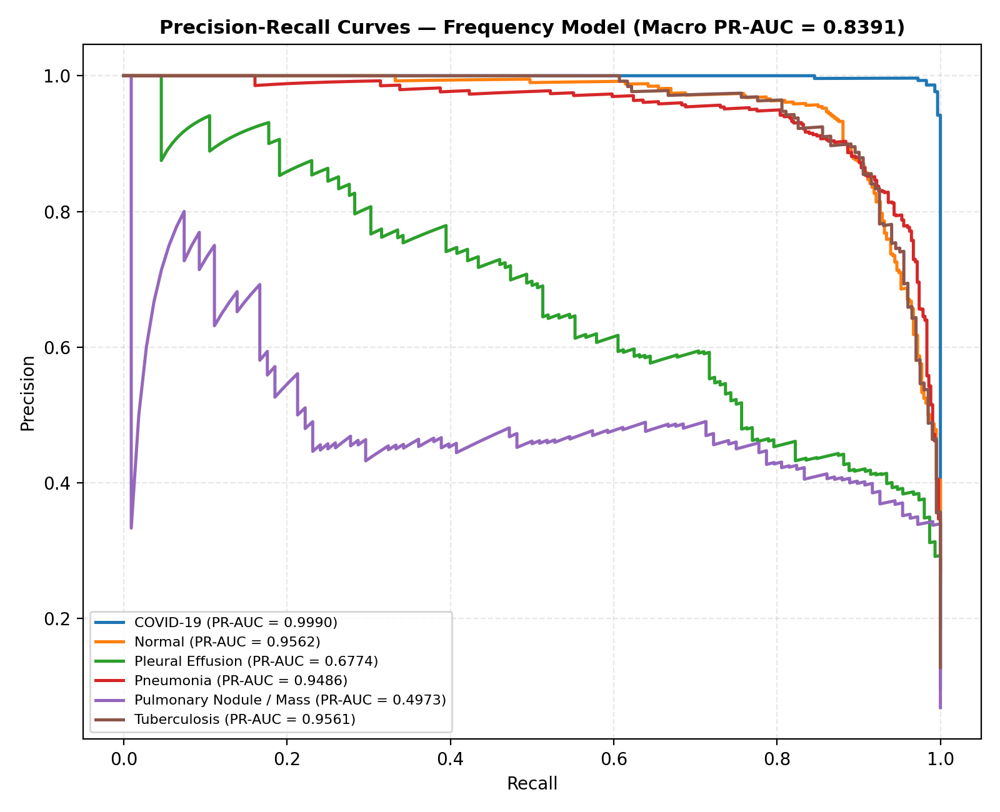 Precision-Recall Curves — Frequency Model (Macro PR-AUC = 0.8391)
1.0
0.8
0.6
0.4
0.2
Precision
COVID-19 (PR-AUC = 0.9990)
Normal (PR-AUC = 0.9562)
Pleural Effusion (PR-AUC = 0.6774)
Pneumonia (PR-AUC = 0.9486)
Pulmonary Nodule / Mass (PR-AUC = 0.4973)
Tuberculosis (PR-AUC = 0.9561)
0.0 0.2 0.4 0.6 0.8 1.0
Recall